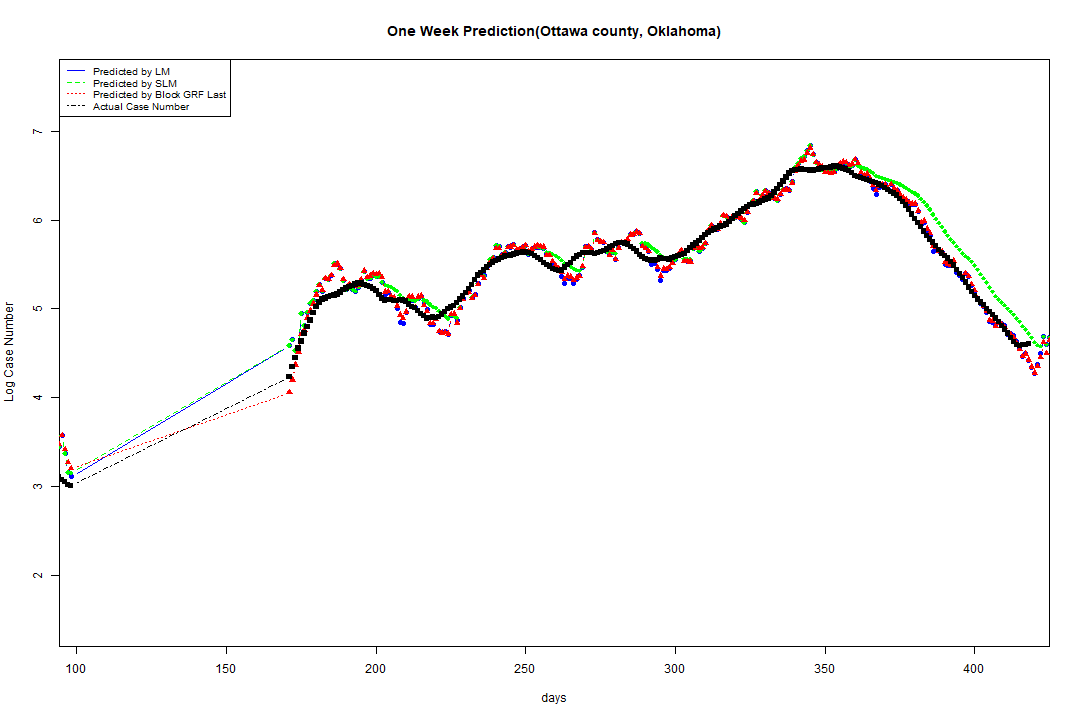 One Week Prediction(Ottawa county, Oklahoma)
Predicted by LM
Predicted by SLM
Predicted by Block GRF Last
Actual Case Number
7
6
5
4
3
2
Log Case Number
100 150 200 250 300 350 400
days